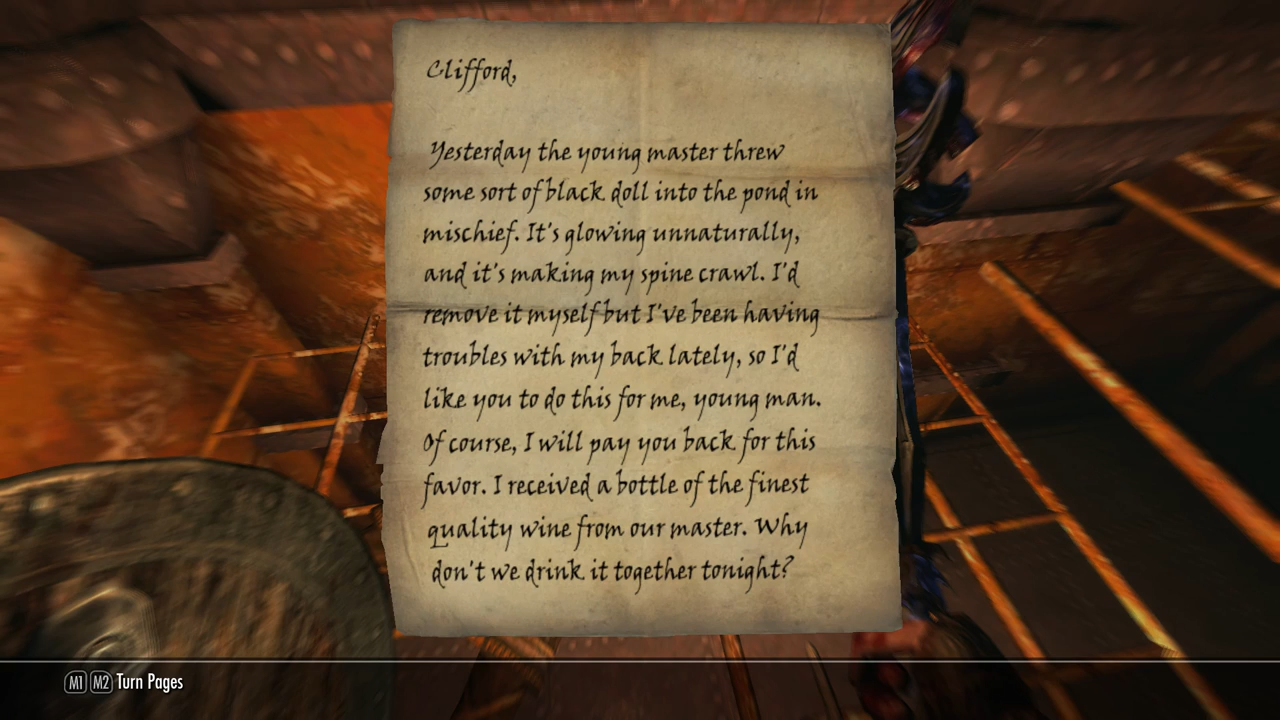 Clifford,
Yesterday the young master threw
some sort of black doll into the pond in
mischief. It's glowing unnaturally,
and it's making my spine crawl. I'd
remove it myself but I've been having
troubles with my back lately, so I'd
like you to do this for me, young man.
Of course, I will pay you back for this
favor. I received a bottle of the finest
quality wine from our master. Why
don't we drink it together tonight?
M1 M2 Turn Pages